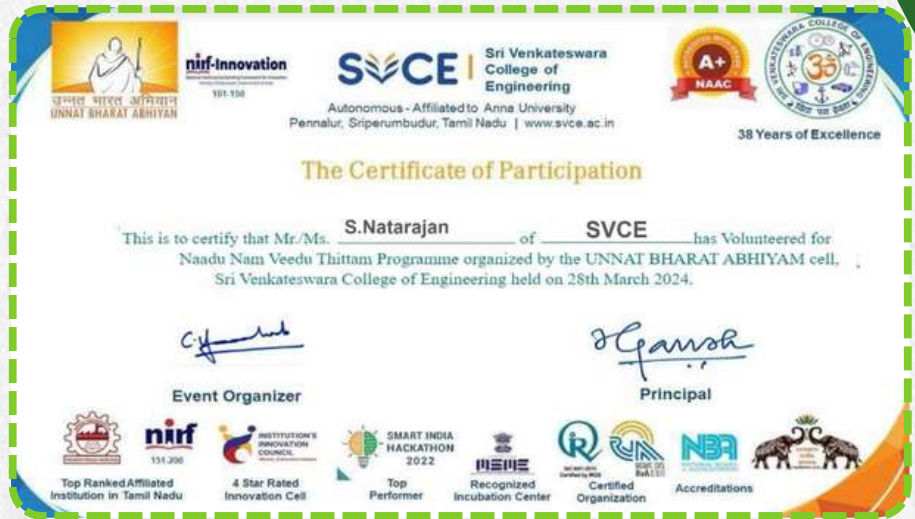 उन्नत भारत अभियान
UNNAT BHARAT ABHIYAN
nirf-Innovation
101-150
SVCE
Sri Venkateswara
College of
Engineering
Autonomous - Affiliated to Anna University
Pennalur, Sriperumbudur, Tamil Nadu | www.svce.ac.in
A+
NAAC
SRI VENKATESWARA COLLEGE OF ENGINEERING
38 Years of Excellence
The Certificate of Participation
This is to certify that Mr./Ms. S.Natarajan of SVCE has Volunteered for
Naadu Nam Veedu Thittam Programme organized by the UNNAT BHARAT ABHIYAM cell,
Sri Venkateswara College of Engineering held on 28th March 2024.
Event Organizer
Principal
nirf
151-200
INSTITUTION'S
INNOVATION
COUNCIL
SMART INDIA
HACKATHON
2022
NBA
Top Ranked Affiliated
Institution in Tamil Nadu
4 Star Rated
Innovation Cell
Top
Performer
Recognized
Incubation Center
Certified
Organization
Accreditations